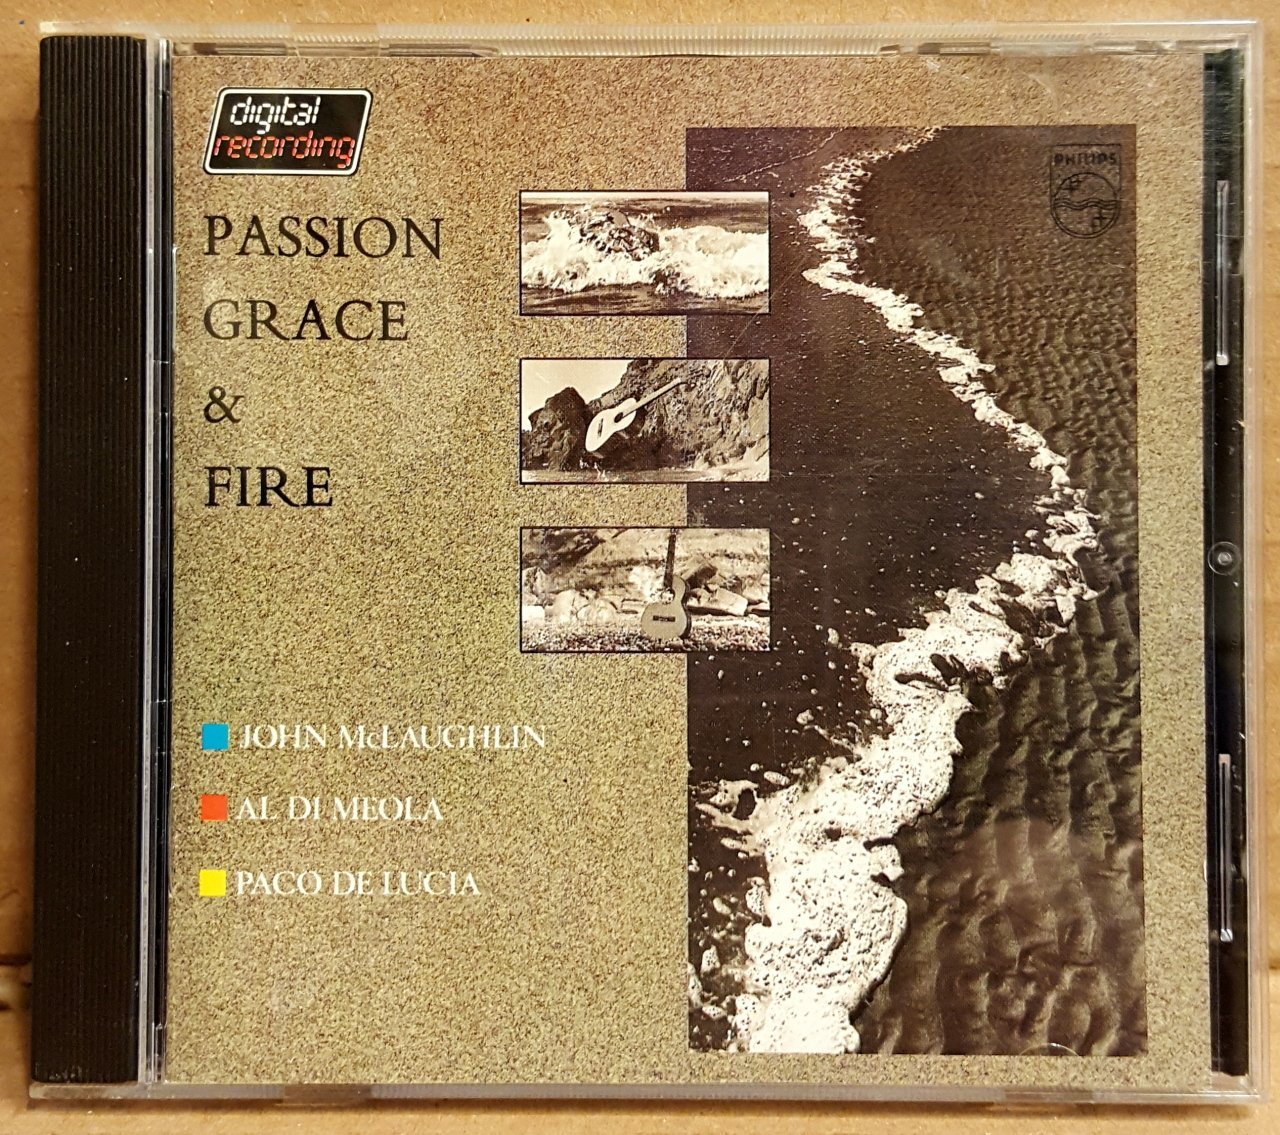 digital
recording
PASSION
GRACE
&
FIRE
PHILIPS
JOHN McLAUGHLIN
AL DI MEOLA
PACO DE LUCIA